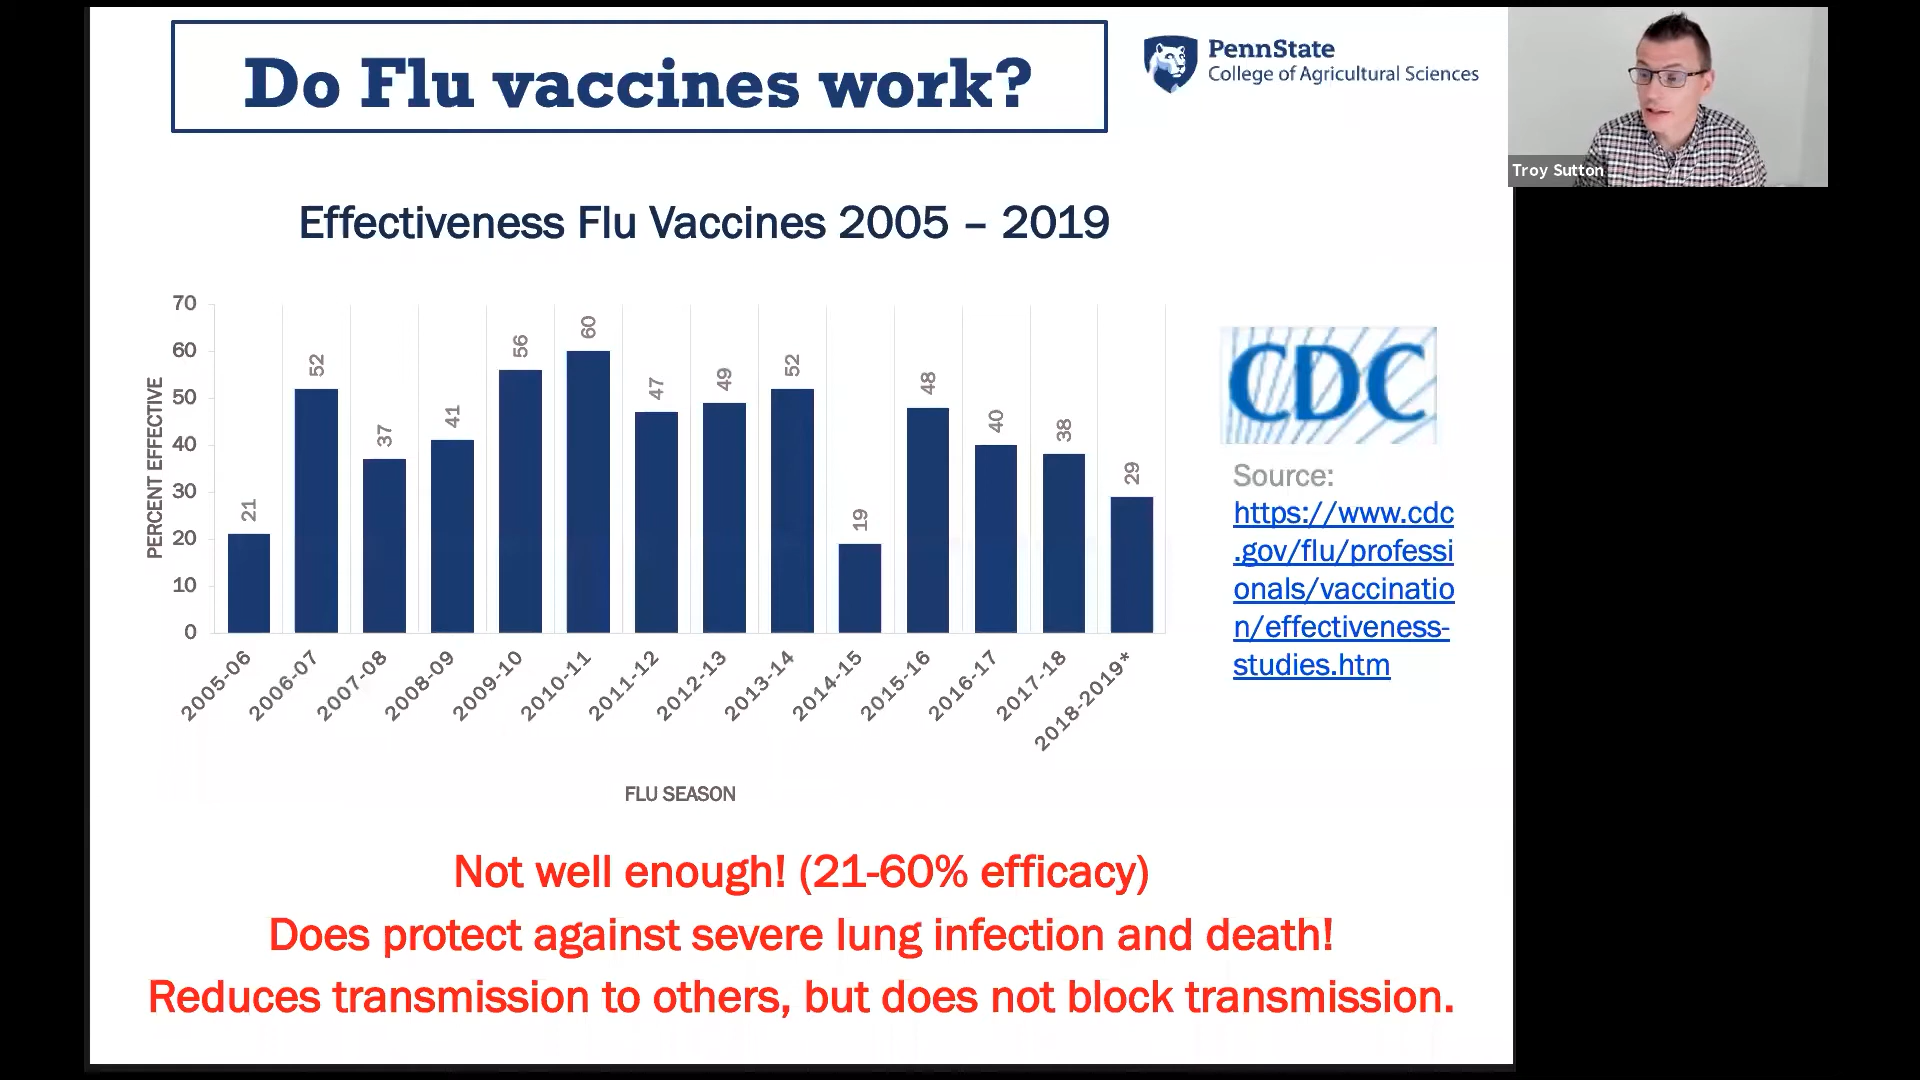 Do Flu vaccines work?
PennState
College of Agricultural Sciences
Troy Sutton
Effectiveness Flu Vaccines 2005 – 2019
PERCENT EFFECTIVE
70
60
50
40
30
20
10
0
21
52
37
41
56
60
47
49
52
19
48
40
38
29
2005-06
2006-07
2007-08
2008-09
2009-10
2010-11
2011-12
2012-13
2013-14
2014-15
2015-16
2016-17
2017-18
2018-2019*
FLU SEASON
CDC
Source:
https://www.cdc
.gov/flu/professi
onals/vaccinatio
n/effectiveness-
studies.htm
Not well enough! (21-60% efficacy)
Does protect against severe lung infection and death!
Reduces transmission to others, but does not block transmission.